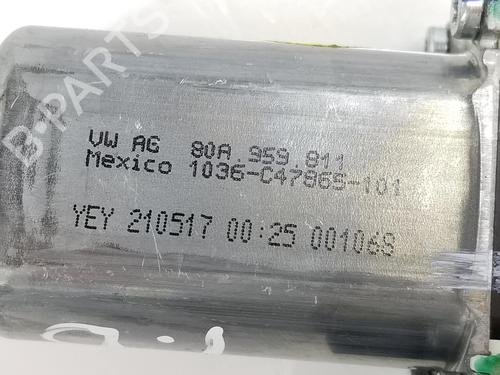 B-PARTS
VW AG 80A.959.811
Mexico 1036-C47865-101
YEY 210517 00:25 001068